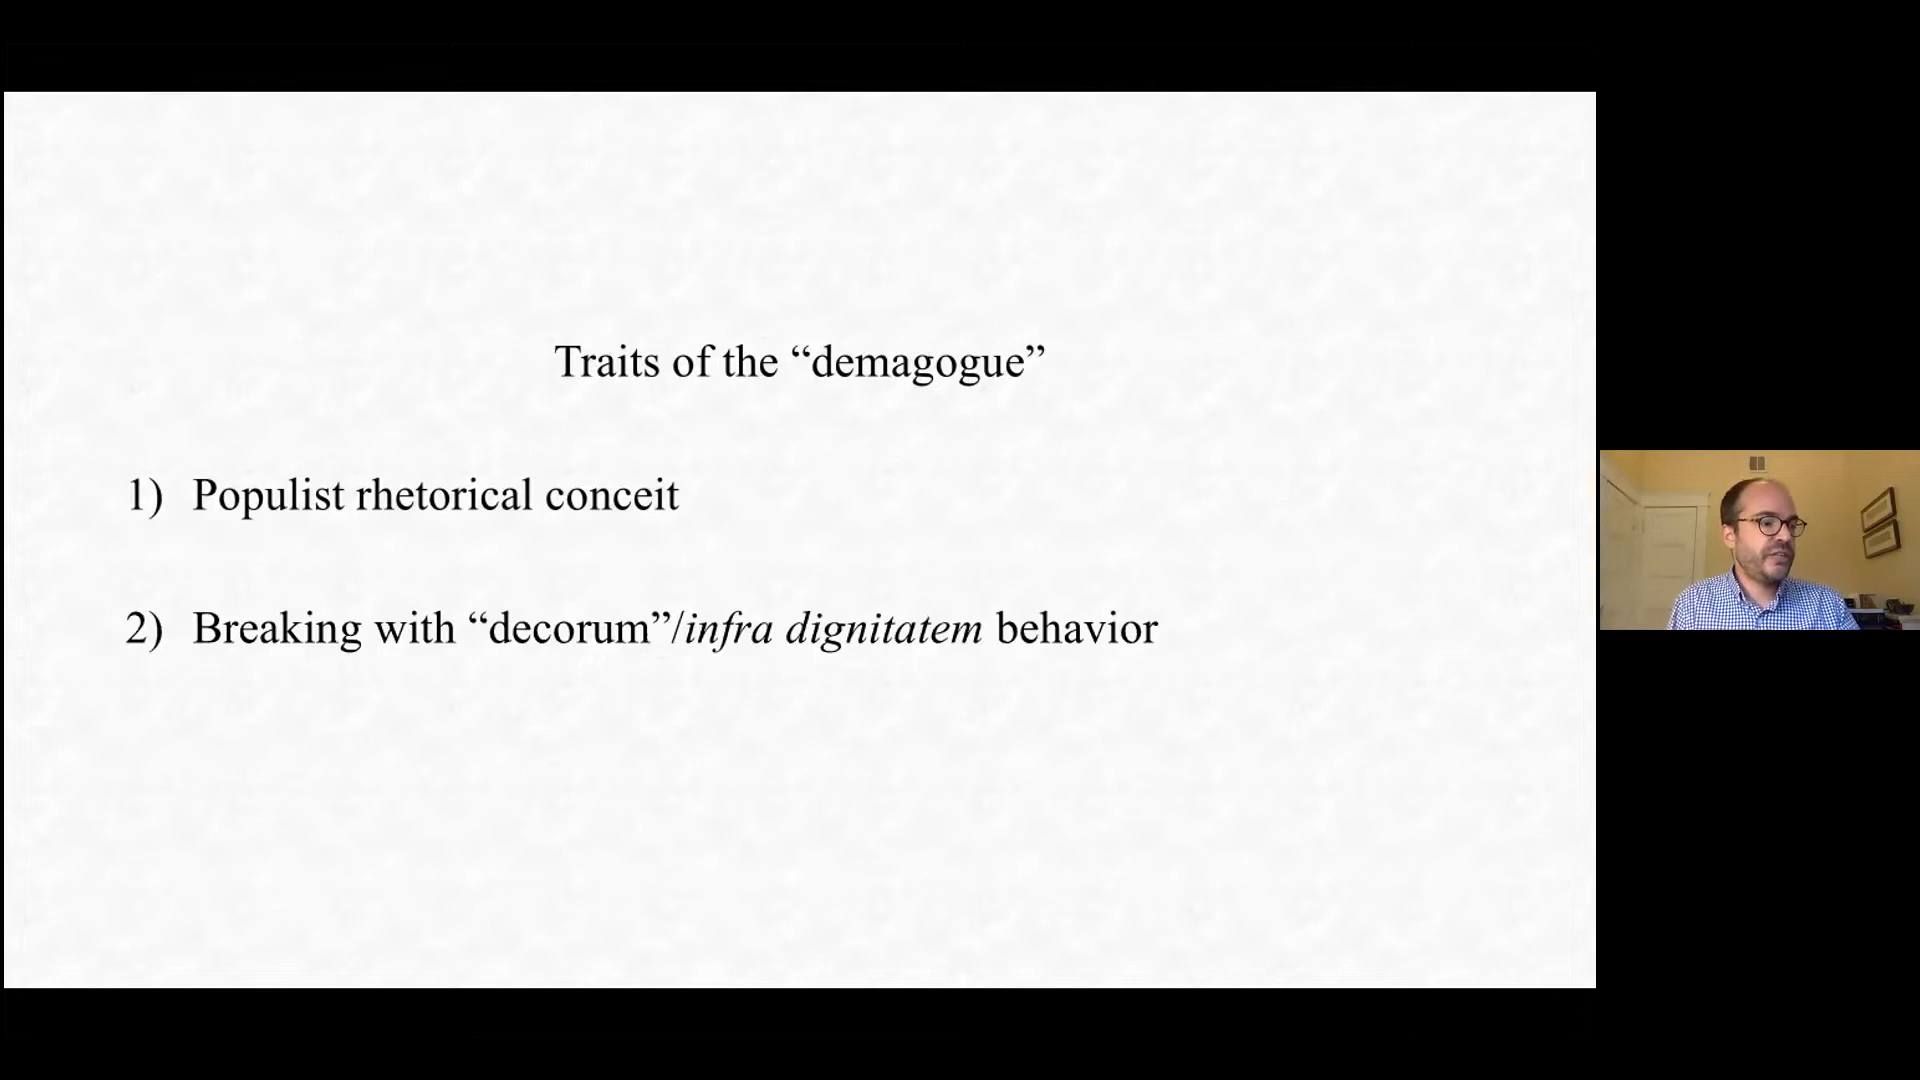 Traits of the “demagogue”
1) Populist rhetorical conceit
2) Breaking with “decorum”/infra dignitatem behavior